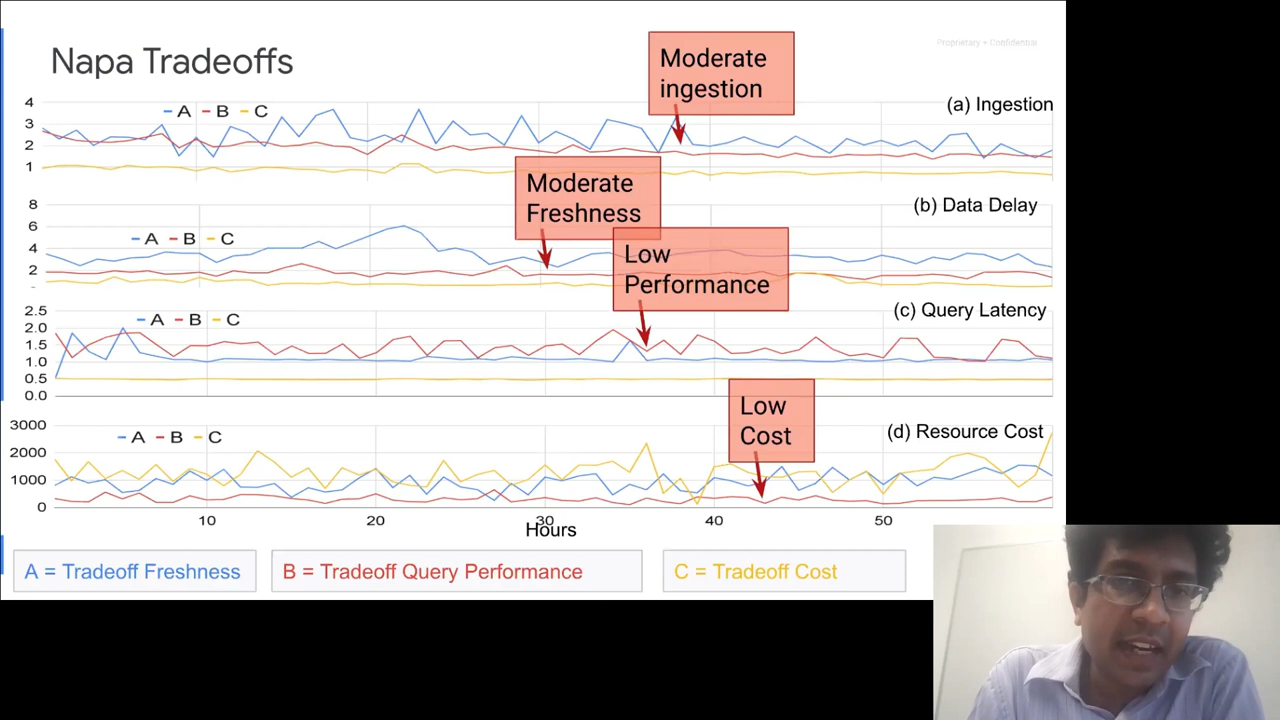 Napa Tradeoffs
Proprietary + Confidential
Moderate
ingestion
(a) Ingestion
A B C
4
3
2
1
Moderate
Freshness
(b) Data Delay
A B C
8
6
4
2
Low
Performance
(c) Query Latency
A B C
2.5
2.0
1.5
1.0
0.5
0.0
Low
Cost
(d) Resource Cost
A B C
3000
2000
1000
0
10 20 30 40 50
Hours
A = Tradeoff Freshness
B = Tradeoff Query Performance
C = Tradeoff Cost